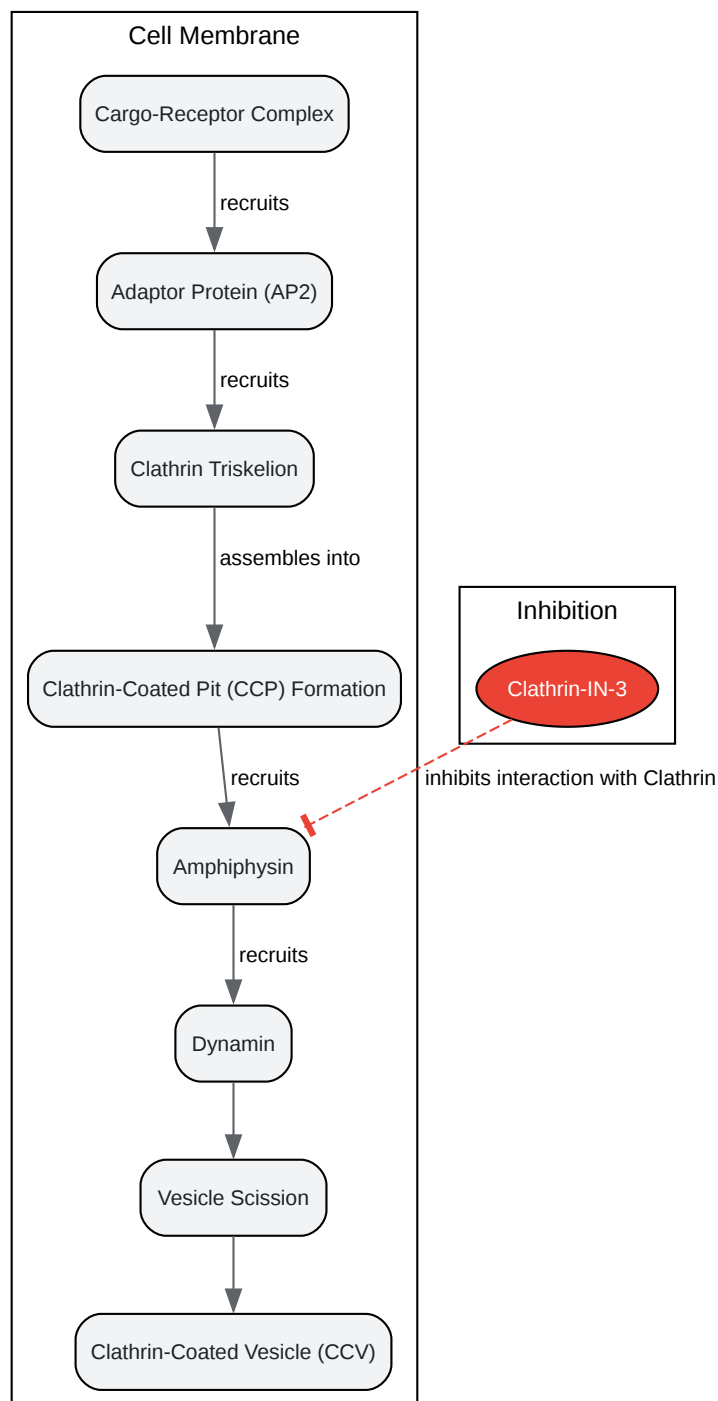 Cell Membrane
Cargo-Receptor Complex
recruits
Adaptor Protein (AP2)
recruits
Clathrin Triskelion
assembles into
Clathrin-Coated Pit (CCP) Formation
Inhibition
Clathrin-IN-3
recruits
inhibits interaction with Clathrin
Amphiphysin
recruits
Dynamin
Vesicle Scission
Clathrin-Coated Vesicle (CCV)